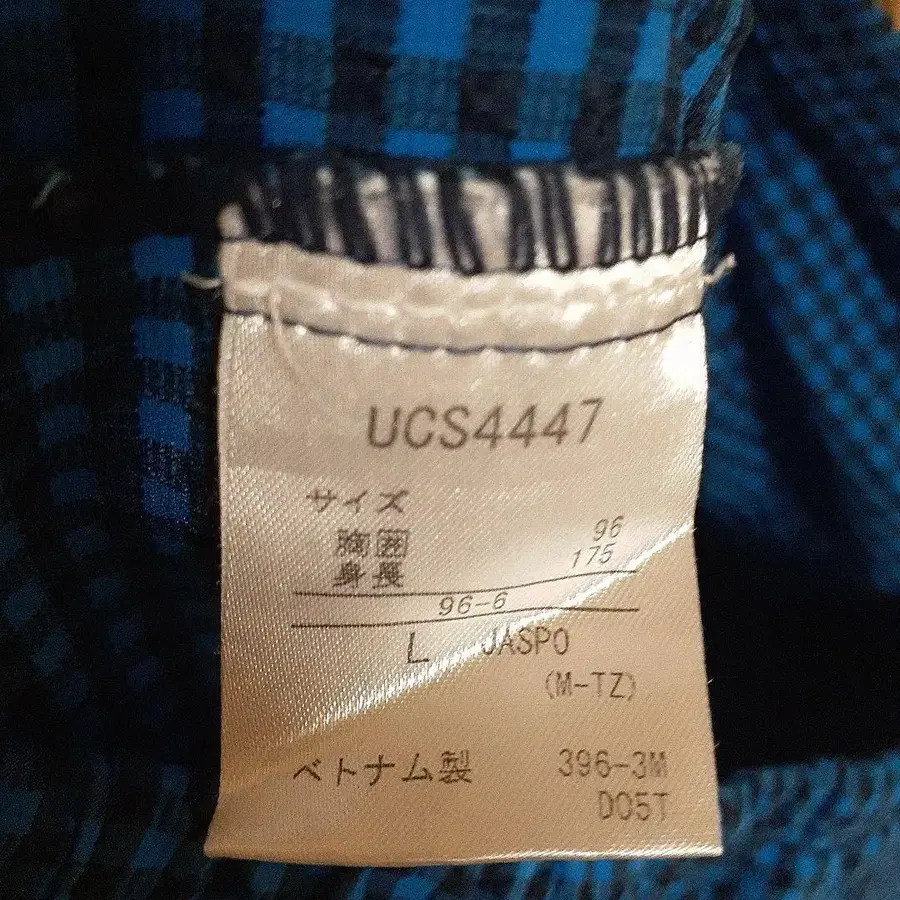 UCS4447
サイズ
胸囲 96
身長 175
96-6
L JASPO
(M-TZ)
ベトナム製 396-3M
D05T